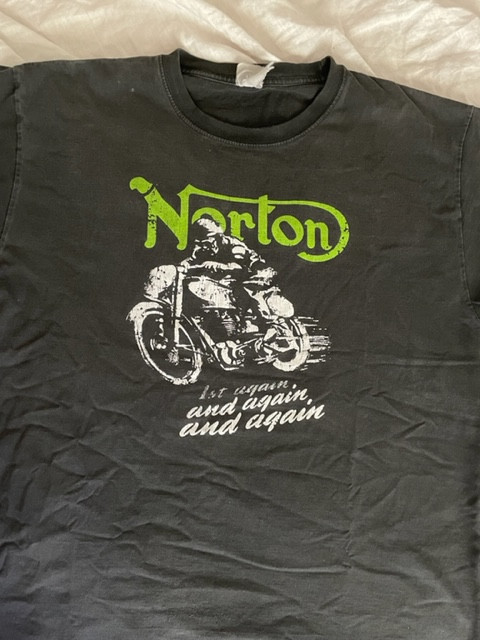 Norton
1st again,
and again,
and again